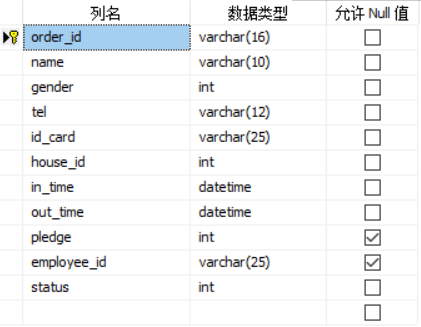 列名 数据类型 允许 Null 值
order_id varchar(16)
name varchar(10)
gender int
tel varchar(12)
id_card varchar(25)
house_id int
in_time datetime
out_time datetime
pledge int
employee_id varchar(25)
status int